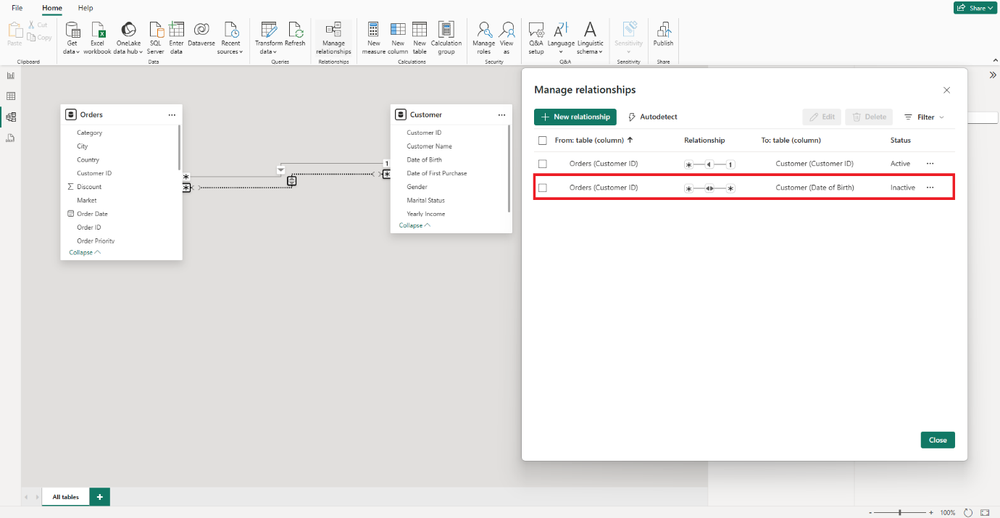 File Home Help Share
Paste Cut Copy
Clipboard
Get data
Excel workbook
OneLake data hub
SQL Server
Enter data
Dataverse
Recent sources
Data
Transform data
Refresh
Queries
Manage relationships
Relationships
New measure
New column
New table
Calculation group
Calculations
Manage roles
View as
Security
Q&A setup
Language
Linguistic schema
Q&A
Sensitivity
Sensitivity
Publish
Share
Orders
Category
City
Country
Customer ID
Discount
Market
Order Date
Order ID
Order Priority
Collapse
1
Customer
Customer ID
Customer Name
Date of Birth
Date of First Purchase
Gender
Marital Status
Yearly Income
Collapse
Manage relationships
New relationship Autodetect Edit Delete Filter
From: table (column) Relationship To: table (column) Status
Orders (Customer ID) * 1 Customer (Customer ID) Active
Orders (Customer ID) * * Customer (Date of Birth) Inactive
Close
All tables +
- + 100%